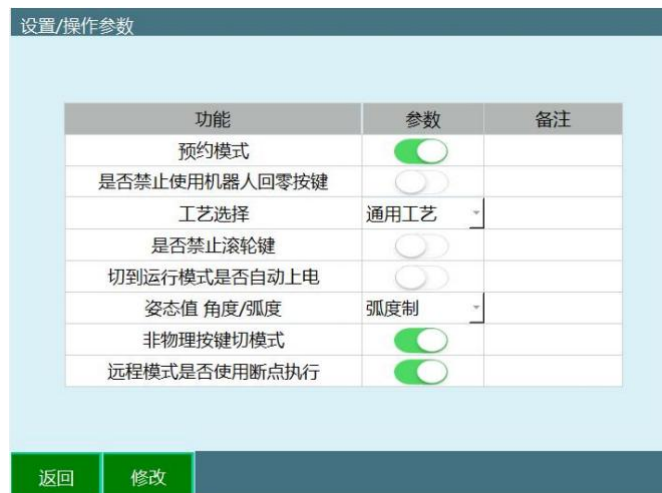 设置/操作参数
功能 参数 备注
预约模式
是否禁止使用机器人回零按键
工艺选择 通用工艺
是否禁止滚轮键
切到运行模式是否自动上电
姿态值 角度/弧度 弧度制
非物理按键切模式
远程模式是否使用断点执行
返回 修改